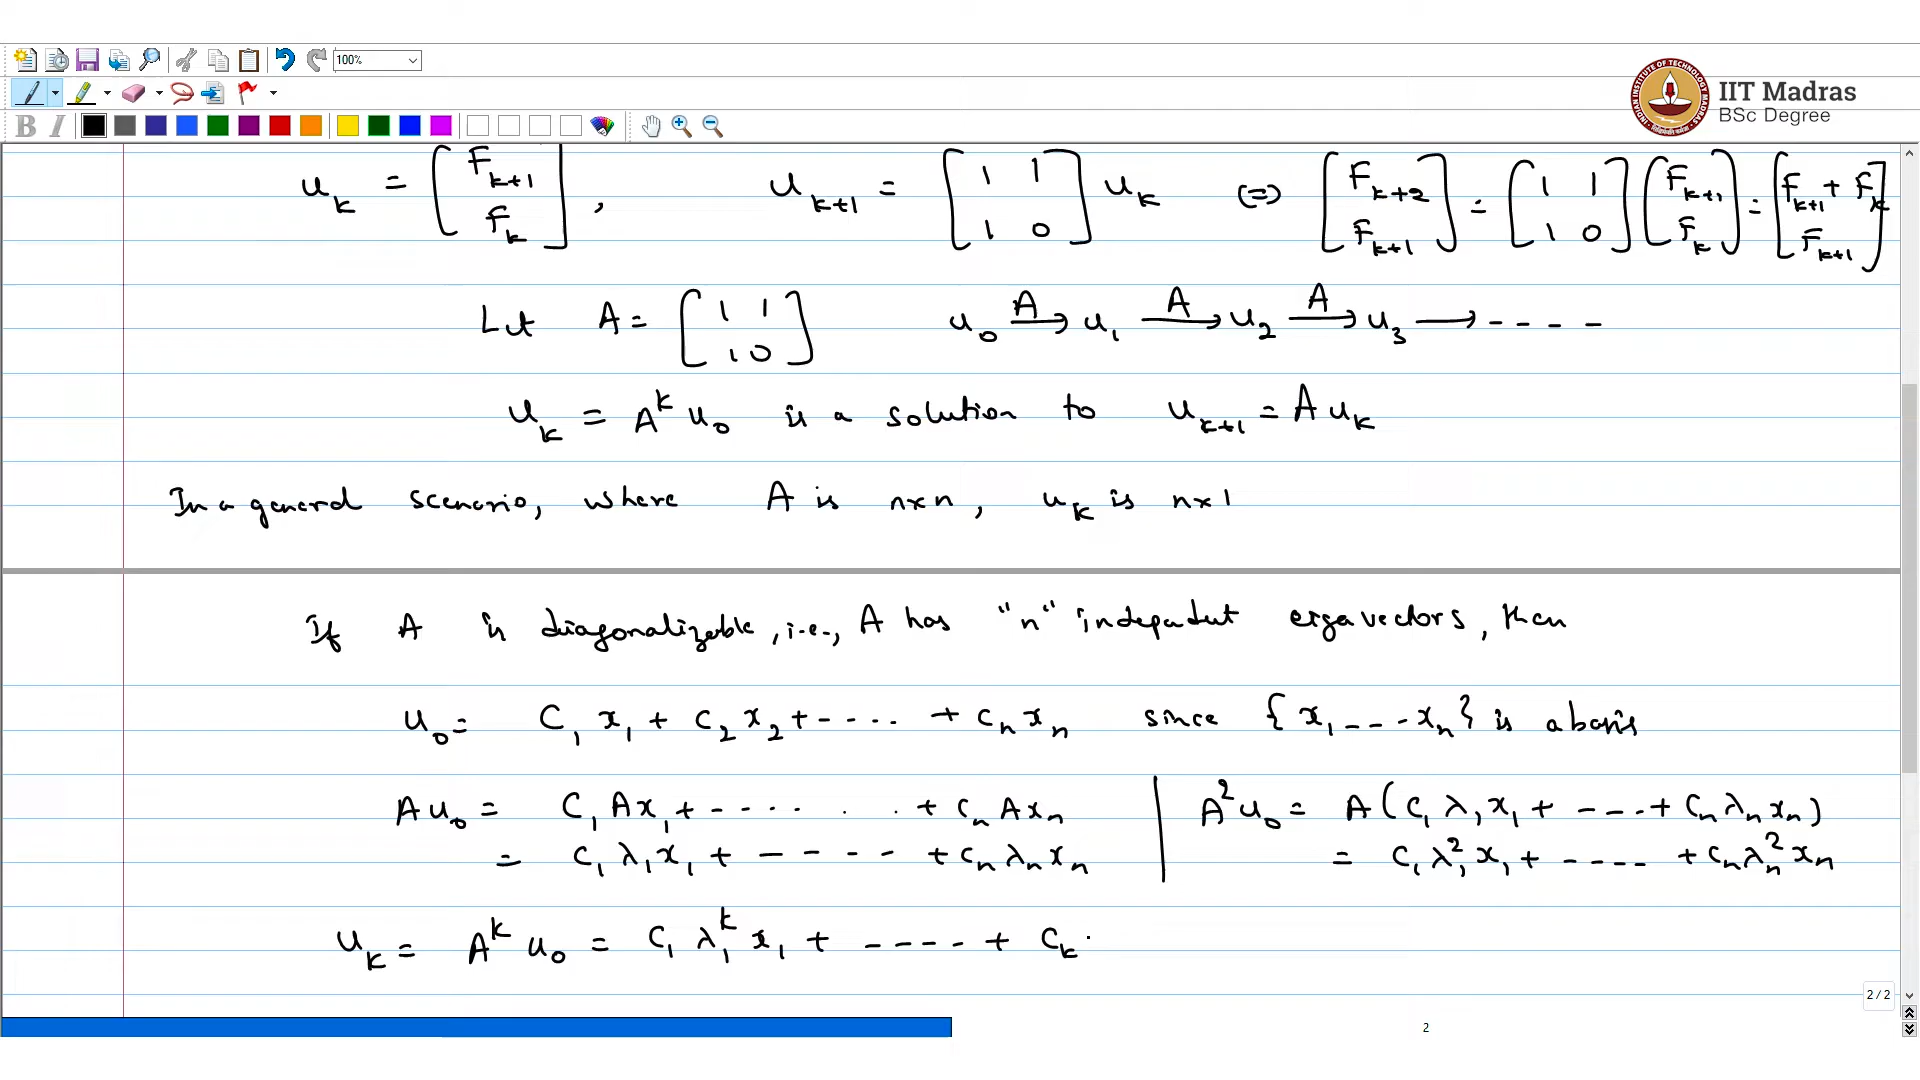 100%
IIT Madras
BSc Degree
B I
u_k = [F_{k+1} F_k], u_{k+1} = [1 1 1 0] u_k ⇔ [F_{k+2} F_{k+1}] = [1 1 1 0] [F_{k+1} F_k] = [F_{k+1} + F_k F_{k+1}]
Let A = [1 1 1 0] u_0 →^A u_1 →^A u_2 →^A u_3 → - - - -
u_k = A^k u_0 is a solution to u_{k+1} = A u_k
In a general scenario, where A is n×n, u_k is n×1
If A is diagonalizable, i.e., A has "n" independent eigenvectors, then
u_0 = C_1 x_1 + C_2 x_2 + - - - - + C_n x_n since {x_1 - - - x_n} is a basis
A u_0 = C_1 A x_1 + - - - - . . + C_n A x_n | A^2 u_0 = A (C_1 λ_1 x_1 + - - - + C_n λ_n x_n)
= C_1 λ_1 x_1 + - - - - + C_n λ_n x_n = C_1 λ_1^2 x_1 + - - - - + C_n λ_n^2 x_n
u_k = A^k u_0 = C_1 λ_1^k x_1 + - - - - + C_k
2 / 2
2